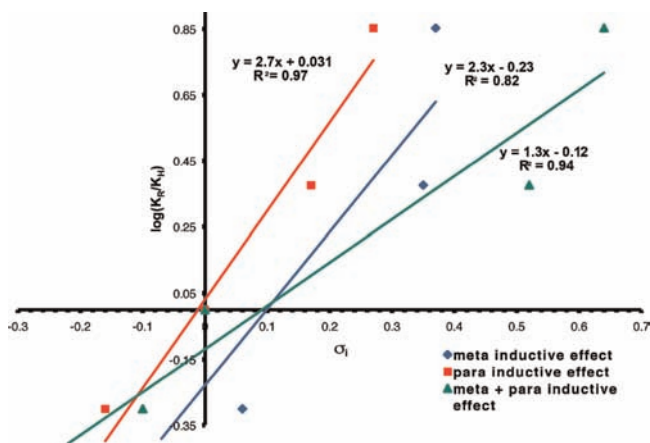 0.85
y = 2.7x + 0.031
R² = 0.97
y = 2.3x - 0.23
R² = 0.82
0.65
log(K_R/K_H)
0.45
y = 1.3x - 0.12
R² = 0.94
0.25
0.05
-0.3 -0.2 -0.1 0 0.1 0.2 0.3 0.4 0.5 0.6 0.7
σi
-0.15
meta inductive effect
para inductive effect
meta + para inductive
effect
-0.35